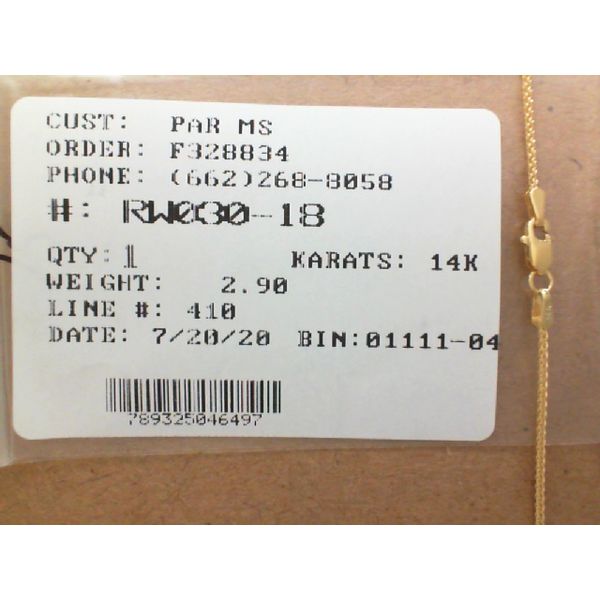 CUST: PAR MS
ORDER: F328834
PHONE: (662)268-8058
#: RW030-18
QTY: 1 KARATS: 14K
WEIGHT: 2.90
LINE #: 410
DATE: 7/20/20 BIN:01111-04
789325046497